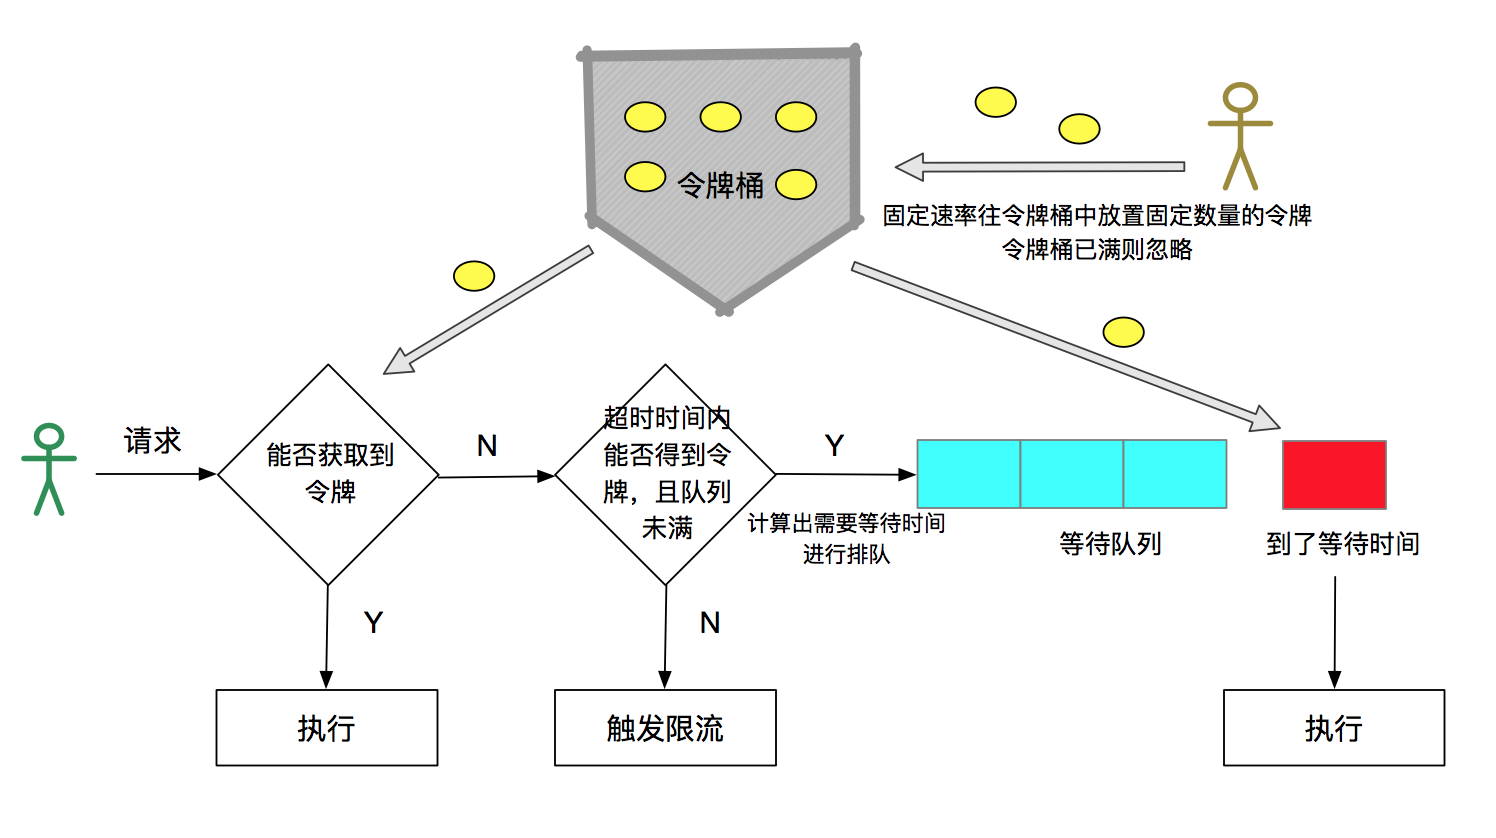 令牌桶
固定速率往令牌桶中放置固定数量的令牌
令牌桶已满则忽略
请求
能否获取到
令牌
N
超时时间内
能否得到令
牌，且队列
未满
Y
计算出需要等待时间
进行排队
等待队列
到了等待时间
Y
N
执行
触发限流
执行